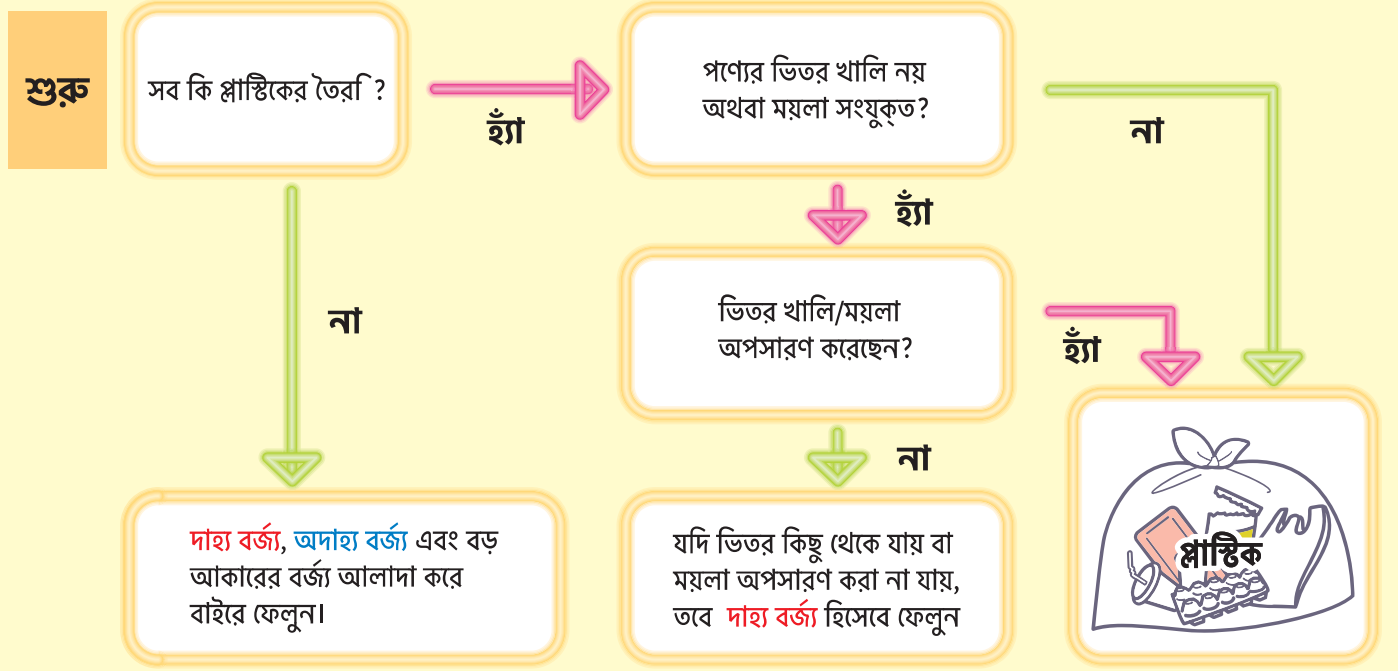 শুরু
সব কি প্লাস্টিকের তৈরি ?
হ্যাঁ
পণ্যের ভিতর খালি নয়
অথবা ময়লা সংযুক্ত?
না
হ্যাঁ
না
ভিতর খালি/ময়লা
অপসারণ করেছেন?
হ্যাঁ
না
দাহ্য বর্জ্য, অদাহ্য বর্জ্য এবং বড়
আকারের বর্জ্য আলাদা করে
বাইরে ফেলুন।
যদি ভিতর কিছু থেকে যায় বা
ময়লা অপসারণ করা না যায়,
তবে দাহ্য বর্জ্য হিসেবে ফেলুন
প্লাস্টিক